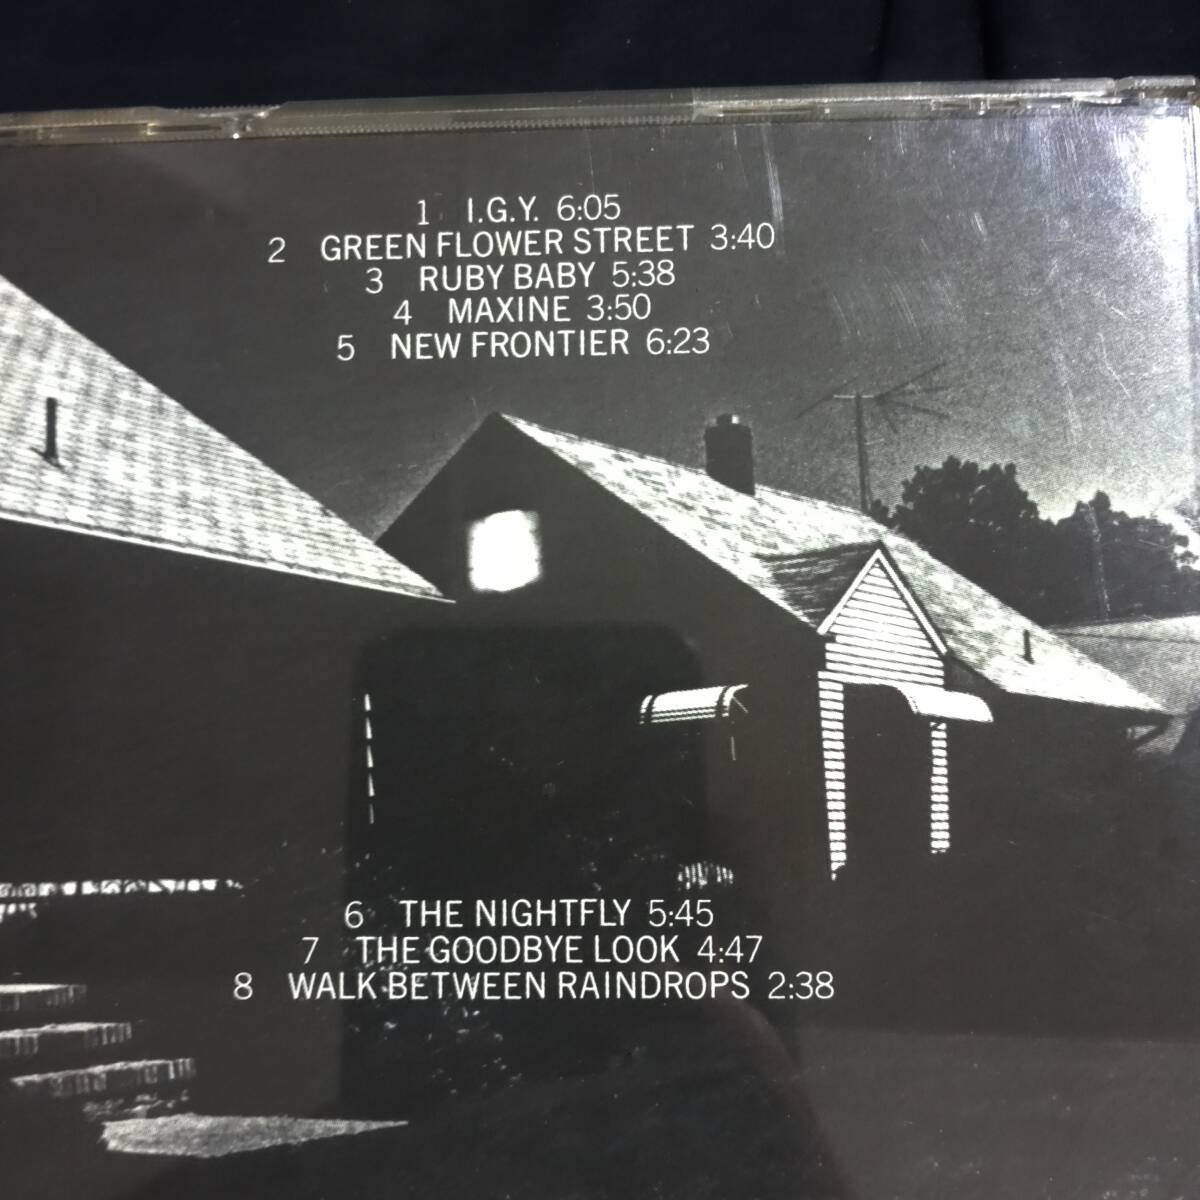 1 I.G.Y. 6:05
2 GREEN FLOWER STREET 3:40
3 RUBY BABY 5:38
4 MAXINE 3:50
5 NEW FRONTIER 6:23
6 THE NIGHTFLY 5:45
7 THE GOODBYE LOOK 4:47
8 WALK BETWEEN RAINDROPS 2:38